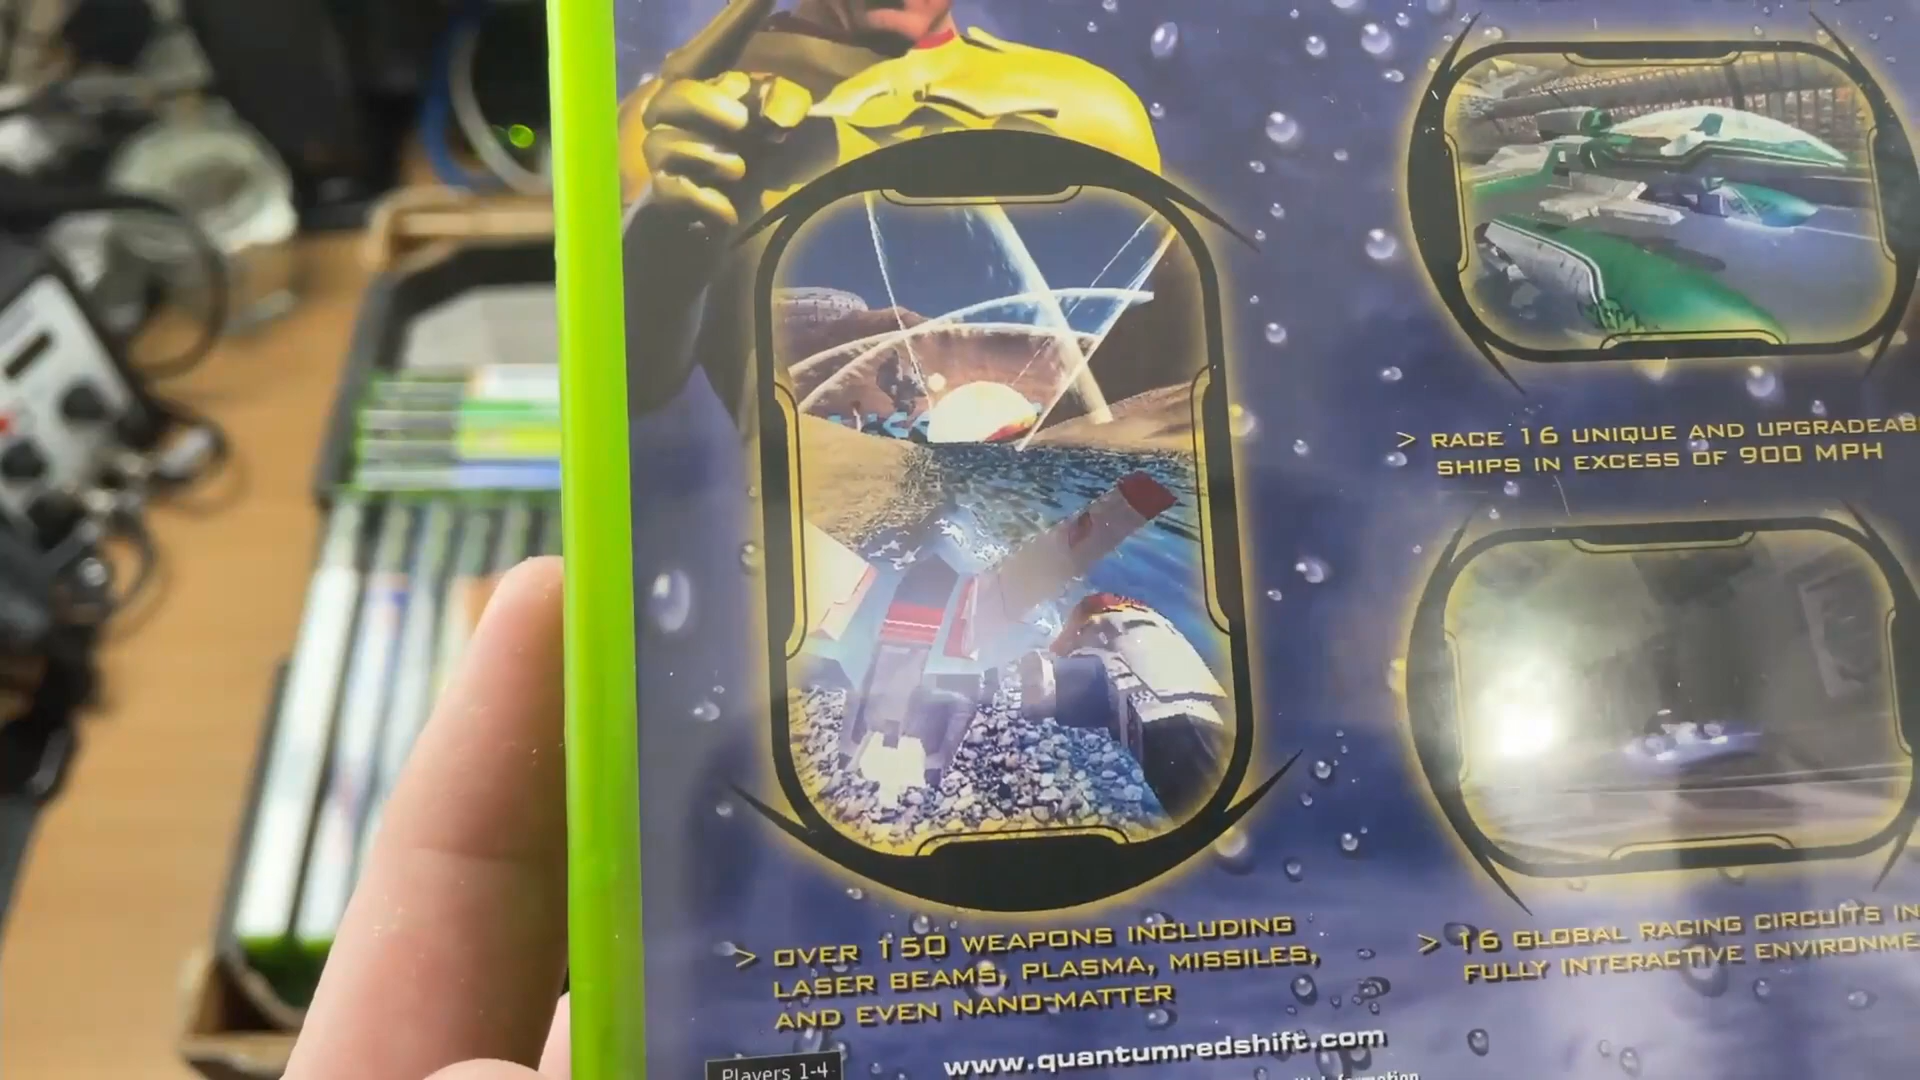 > RACE 16 UNIQUE AND UPGRADEAB
SHIPS IN EXCESS OF 900 MPH
> OVER 150 WEAPONS INCLUDING
LASER BEAMS, PLASMA, MISSILES,
AND EVEN NANO-MATTER
> 16 GLOBAL RACING CIRCUITS IN
FULLY INTERACTIVE ENVIRONME
www.quantumredshift.com
Players 1-4